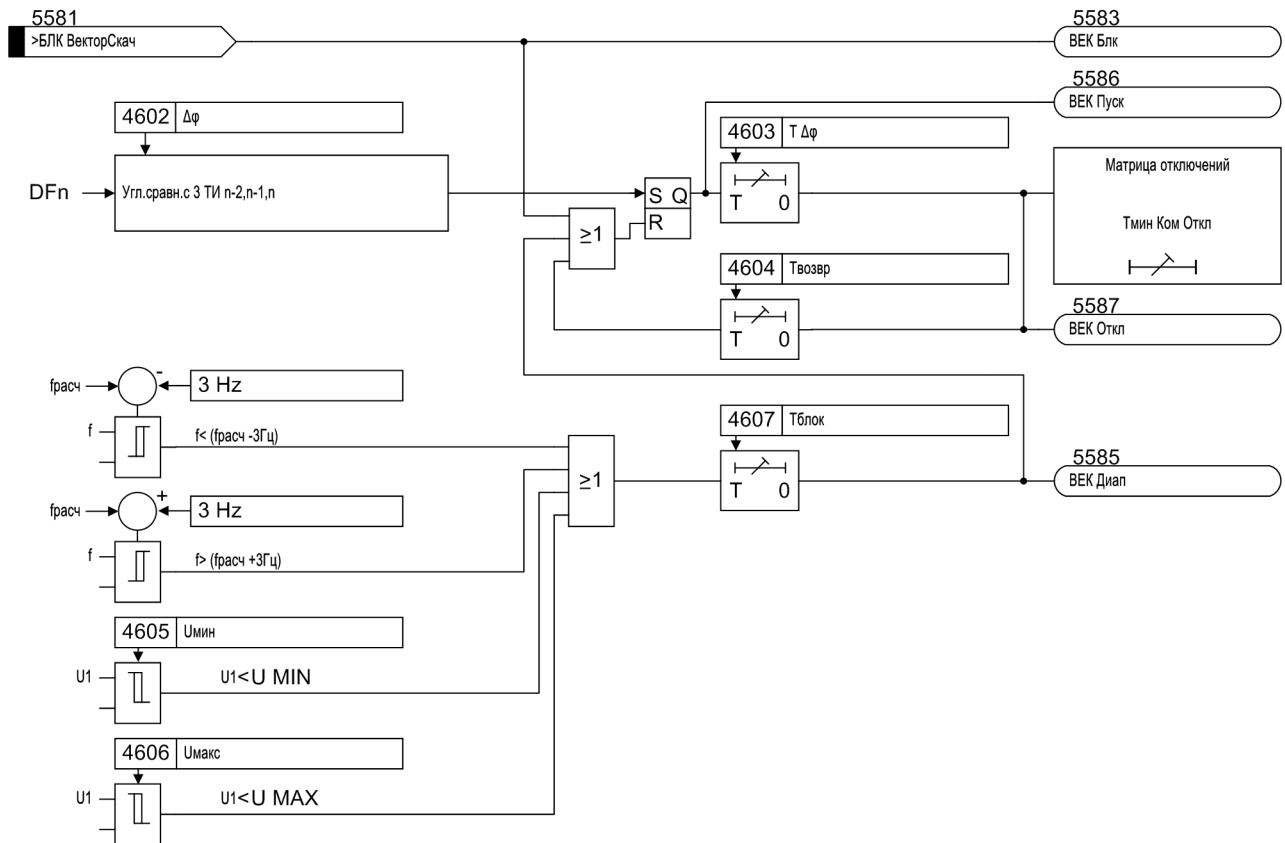 5581
>БЛК ВекторСкач
5583
ВЕК Блк
5586
ВЕК Пуск
4602 Δφ
4603 T Δφ
DFn
Угл.сравн.с 3 ТИ n-2,n-1,n
S Q
R
T 0
Матрица отключений
Tмин Ком Откл
≥1
4604 Tвозвр
T 0
5587
ВЕК Откл
fрасч
-
3 Hz
f
f< (fрасч -3Гц)
4607 Tблок
≥1
T 0
5585
ВЕК Диап
fрасч
+
3 Hz
f
f> (fрасч +3Гц)
4605 Uмин
U1
U1<U MIN
4606 Uмакс
U1
U1<U MAX